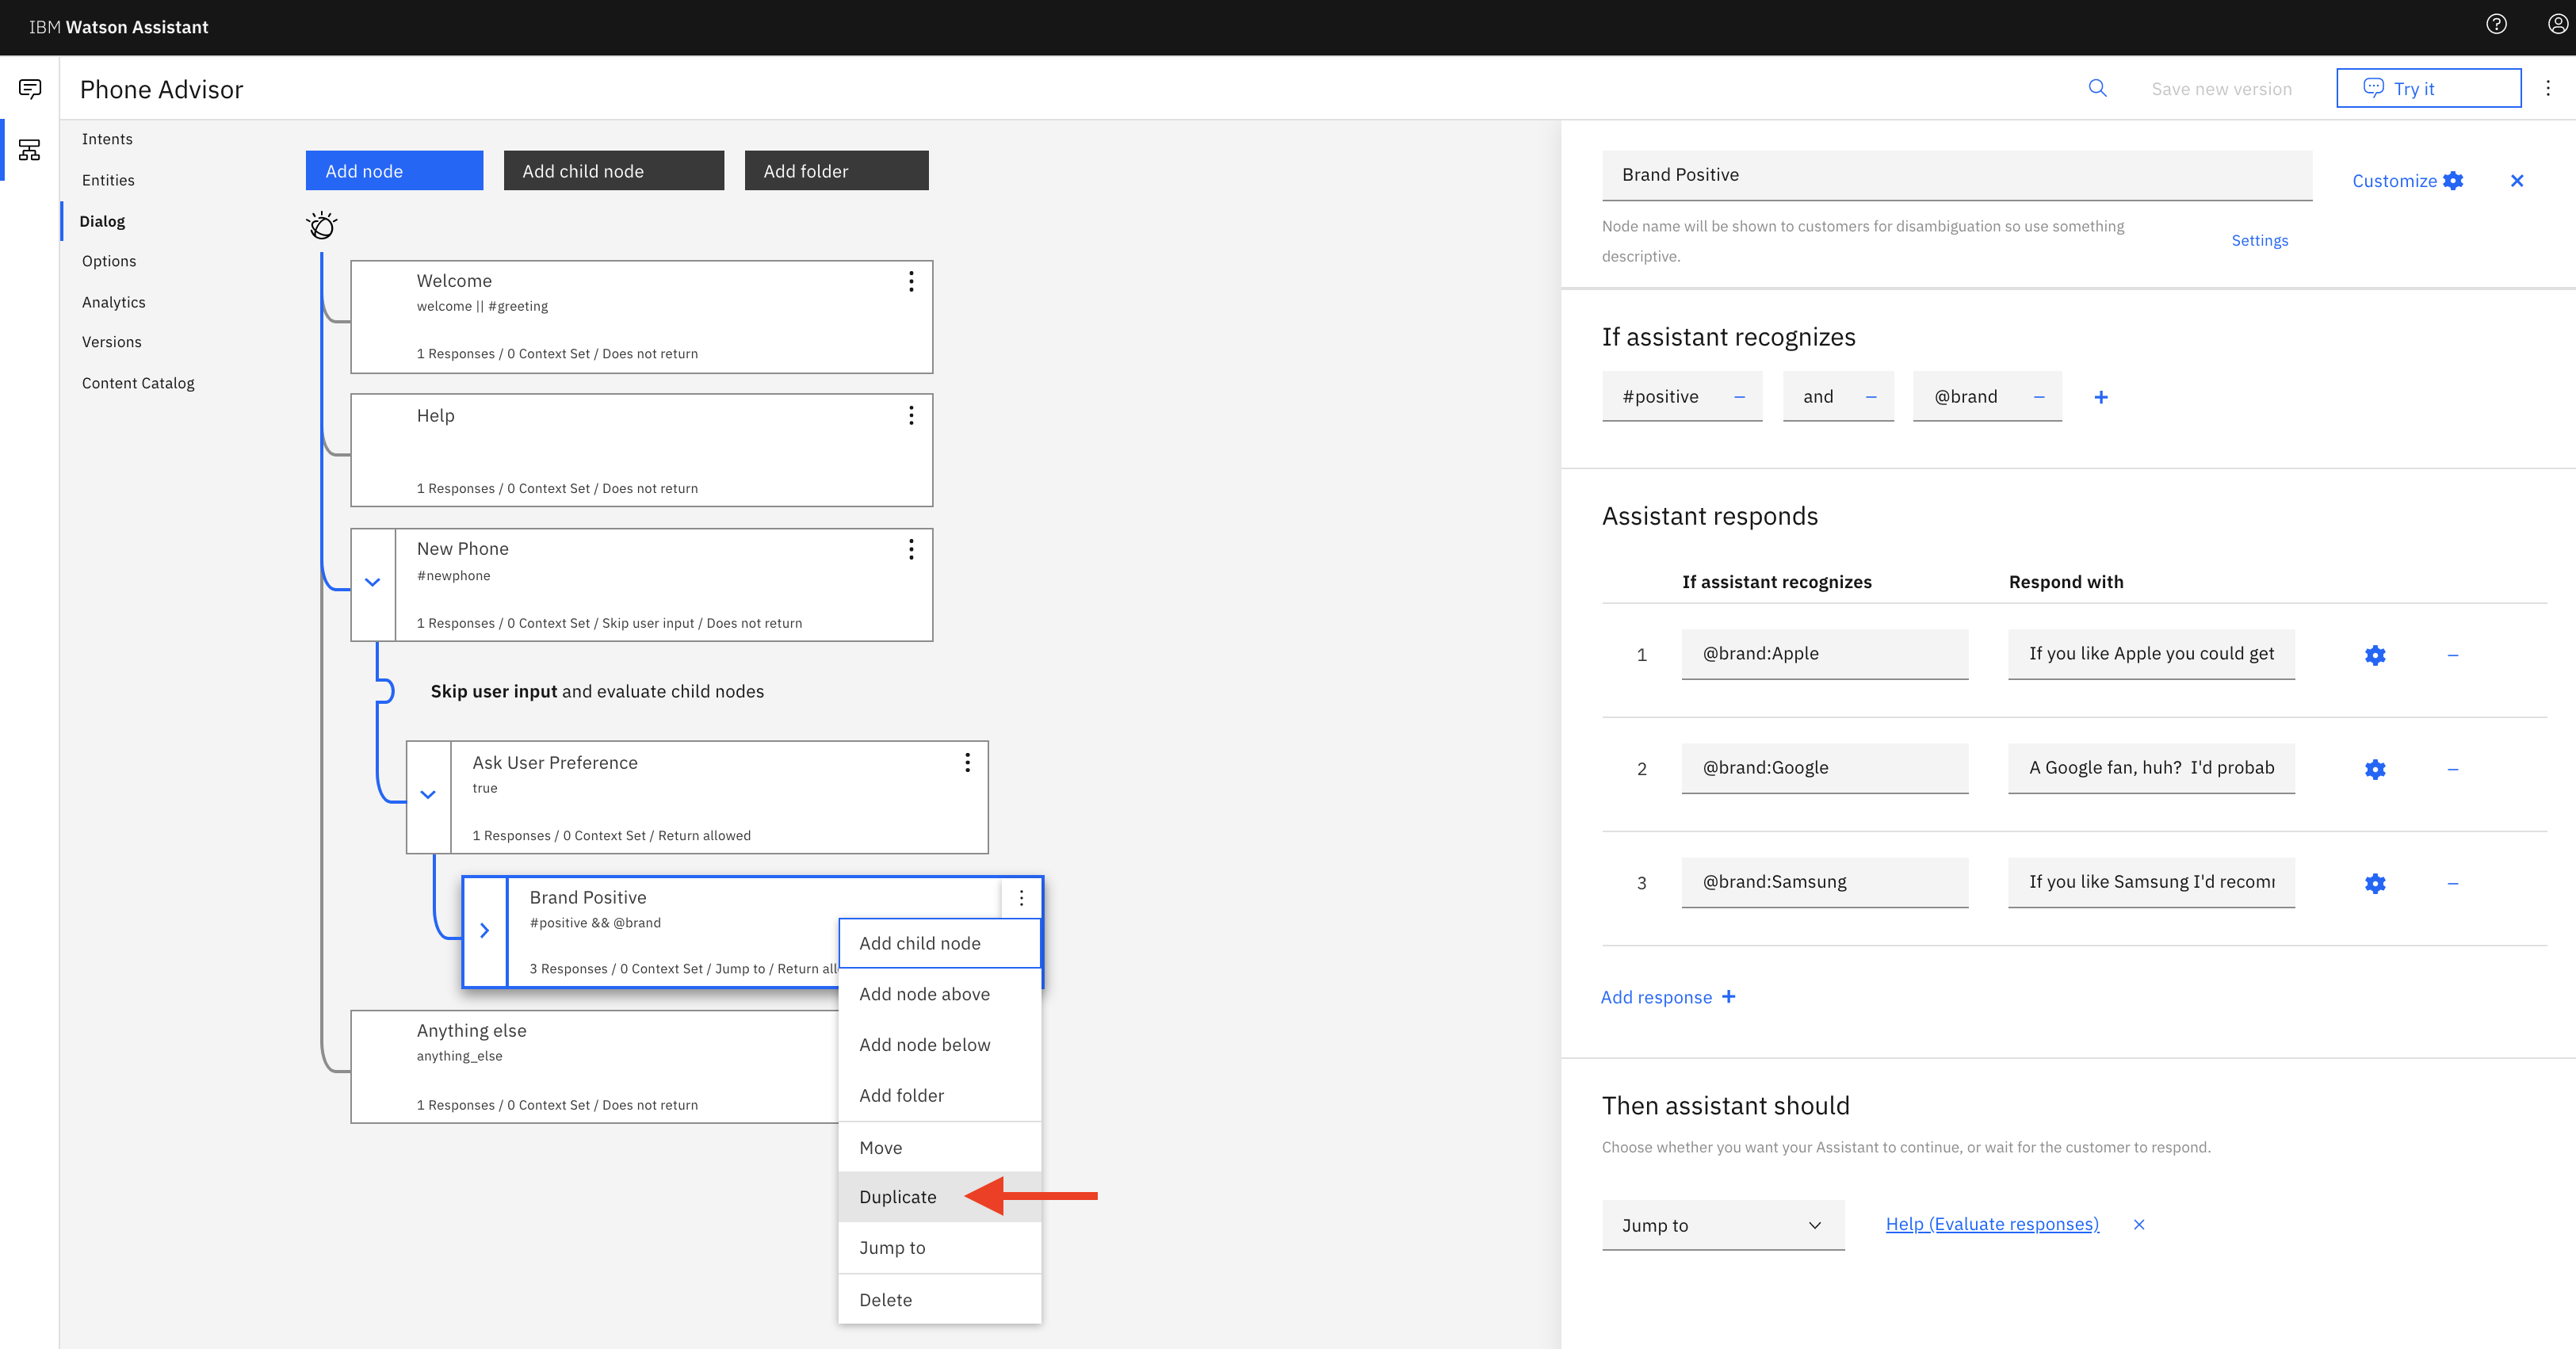 IBM Watson Assistant
Phone Advisor
Save new version
Try it
Intents
Entities
Dialog
Options
Analytics
Versions
Content Catalog
Add node
Add child node
Add folder
Welcome
welcome || #greeting
1 Responses / 0 Context Set / Does not return
Help
1 Responses / 0 Context Set / Does not return
New Phone
#newphone
1 Responses / 0 Context Set / Skip user input / Does not return
Skip user input and evaluate child nodes
Ask User Preference
true
1 Responses / 0 Context Set / Return allowed
Brand Positive
#positive && @brand
3 Responses / 0 Context Set / Jump to / Return all
Anything else
anything_else
1 Responses / 0 Context Set / Does not return
Add child node
Add node above
Add node below
Add folder
Move
Duplicate
Jump to
Delete
Brand Positive
Customize
Node name will be shown to customers for disambiguation so use something
descriptive.
Settings
If assistant recognizes
#positive
and
@brand
Assistant responds
If assistant recognizes Respond with
1 @brand:Apple If you like Apple you could get
2 @brand:Google A Google fan, huh? I'd probab
3 @brand:Samsung If you like Samsung I'd recom
Add response +
Then assistant should
Choose whether you want your Assistant to continue, or wait for the customer to respond.
Jump to
Help (Evaluate responses)